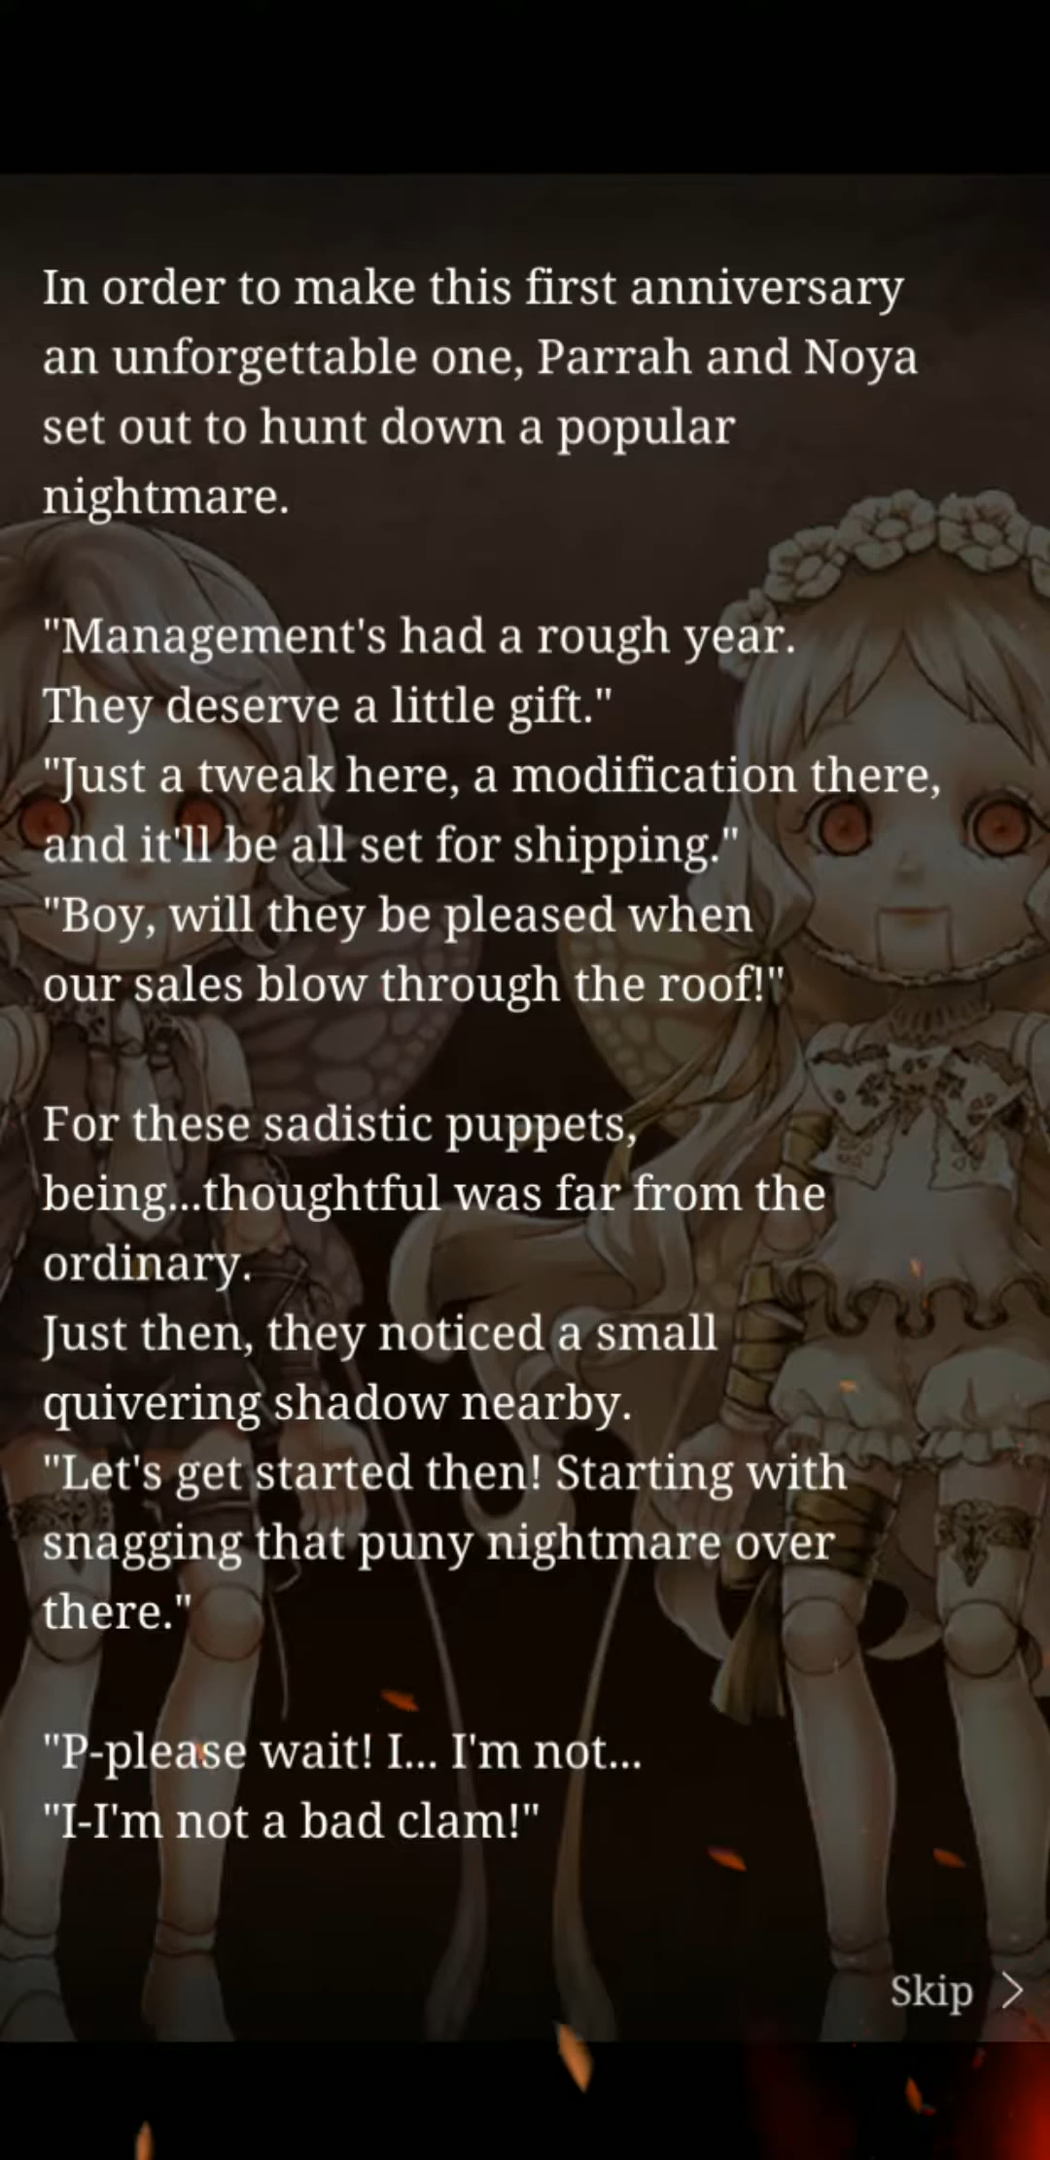 In order to make this first anniversary
an unforgettable one, Parrah and Noya
set out to hunt down a popular
nightmare.
"Management's had a rough year.
They deserve a little gift."
"Just a tweak here, a modification there,
and it'll be all set for shipping."
"Boy, will they be pleased when
our sales blow through the roof!"
For these sadistic puppets,
being...thoughtful was far from the
ordinary.
Just then, they noticed a small
quivering shadow nearby.
"Let's get started then! Starting with
snagging that puny nightmare over
there."
"P-please wait! I... I'm not...
"I-I'm not a bad clam!"
Skip